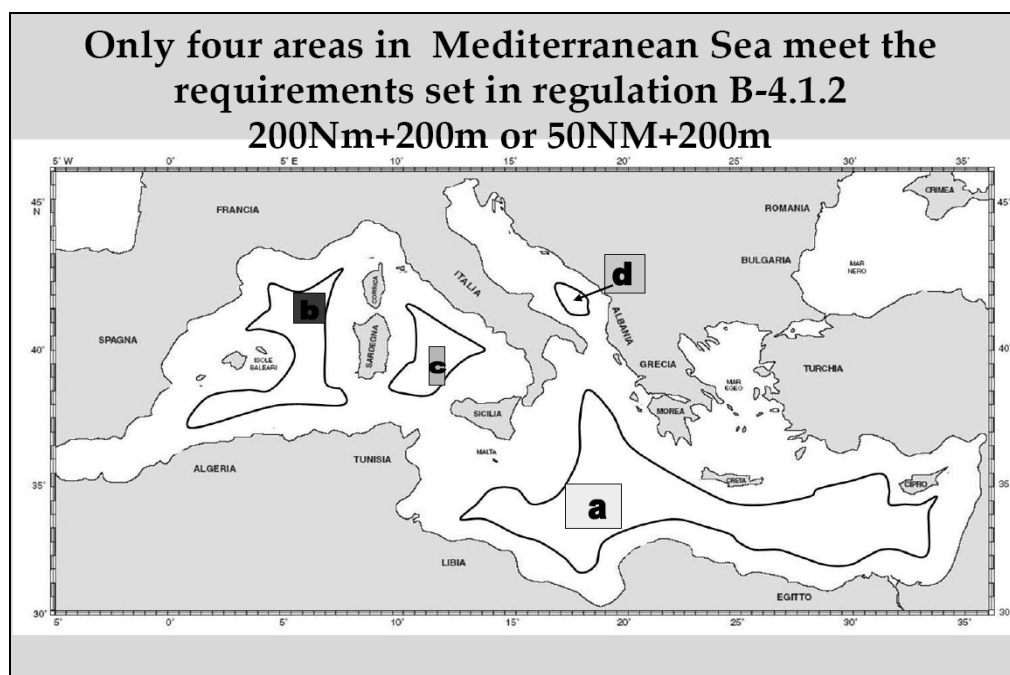 Only four areas in Mediterranean Sea meet the
requirements set in regulation B-4.1.2
200Nm+200m or 50NM+200m
5' W 0' 5' E 10' 15' 20' 25' 30' 35'
45'
N
45'
FRANCIA
ROMANIA
CRIMEA
BULGARIA
MAR
NERO
ITALIA
CORSICA
d
b
SPAGNA
ISOLE
BALEARI
SARDEGNA
c
ALBANIA
40'
40'
GRECIA
MAR
EGEO
TURCHIA
SICILIA
MOREA
MALTA
ALGERIA
TUNISIA
CRETA
CIPRO
35'
35'
a
LIBIA
EGITTO
30'
30'
5' 0' 5' 10' 15' 20' 25' 30' 35'